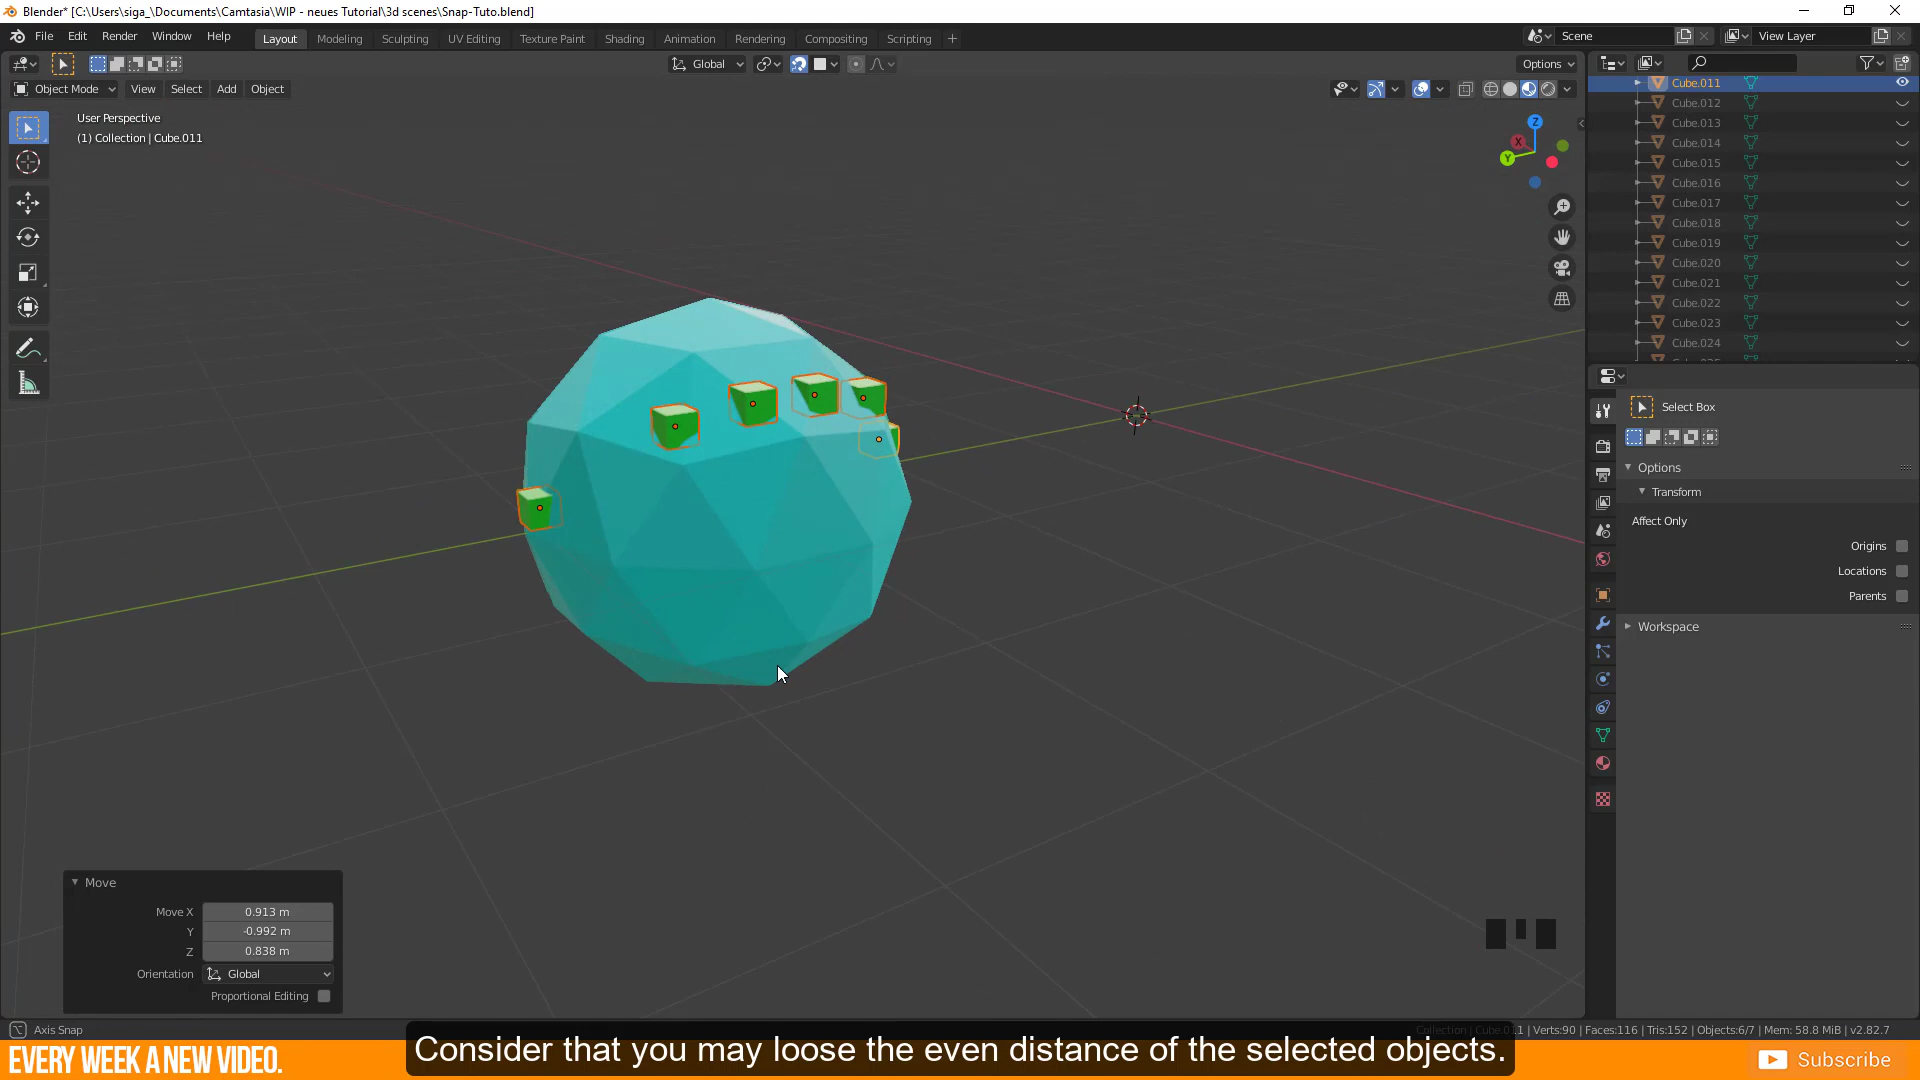 Blender* [C:\Users\siga_\Documents\Camtasia\WIP - neues Tutorial\3d scenes\Snap-Tuto.blend]
File Edit Render Window Help Layout Modeling Sculpting UV Editing Texture Paint Shading Animation Rendering Compositing Scripting Scene View Layer
Global Options
Object Mode View Select Add Object
User Perspective
(1) Collection | Cube.011
Z
X
Y
Cube.011
Cube.012
Cube.013
Cube.014
Cube.015
Cube.016
Cube.017
Cube.018
Cube.019
Cube.020
Cube.021
Cube.022
Cube.023
Cube.024
Select Box
Options
Transform
Affect Only
Origins
Locations
Parents
Workspace
Move
Move X 0.913 m
Y -0.992 m
Z 0.838 m
Orientation Global
Proportional Editing
Axis Snap
Collection | Cube.011 | Verts:90 | Faces:116 | Tris:152 | Objects:6/7 | Mem: 58.8 MiB | v2.82.7
EVERY WEEK A NEW VIDEO.
Consider that you may loose the even distance of the selected objects.
Subscribe